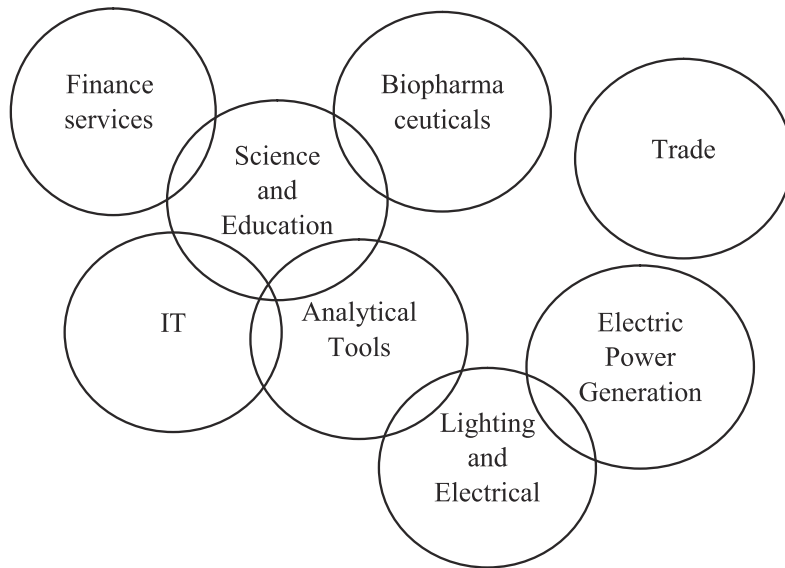 Finance
services
Biopharma
ceuticals
Trade
Science
and
Education
IT
Analytical
Tools
Electric
Power
Generation
Lighting
and
Electrical